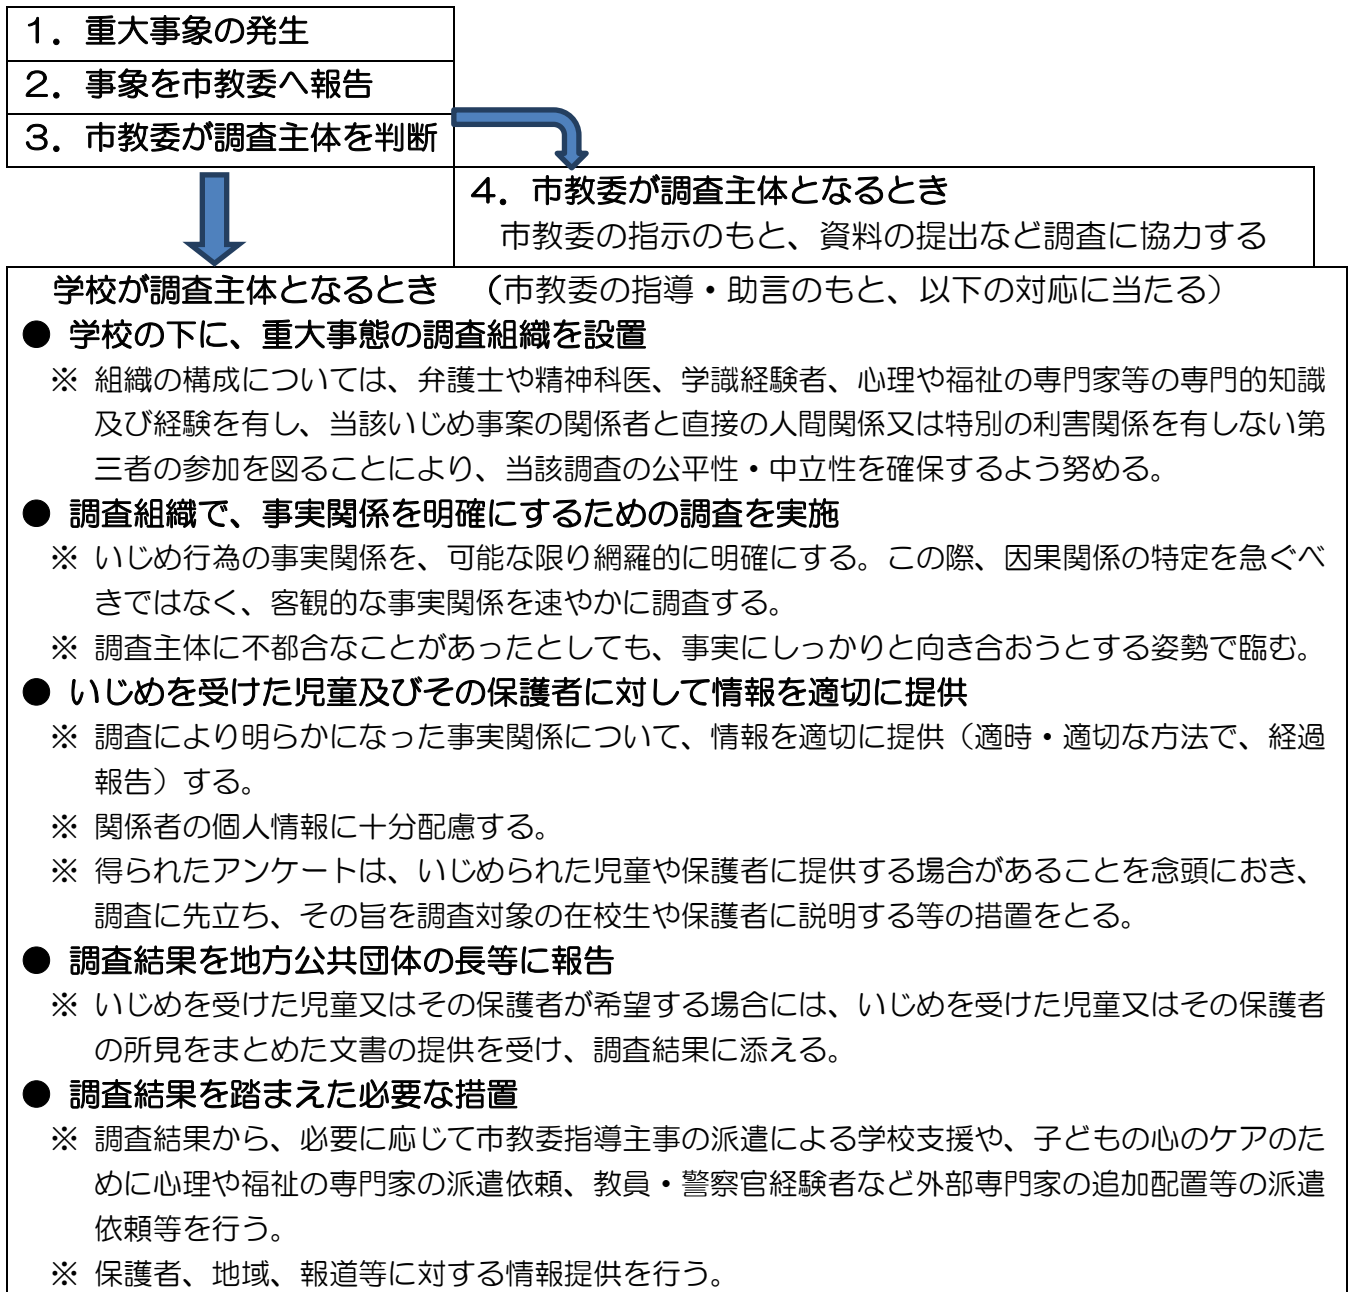 １．重大事象の発生
２．事象を市教委へ報告
３．市教委が調査主体を判断
４．市教委が調査主体となるとき
市教委の指示のもと、資料の提出など調査に協力する
学校が調査主体となるとき　（市教委の指導・助言のもと、以下の対応に当たる）
● 学校の下に、重大事態の調査組織を設置
※ 組織の構成については、弁護士や精神科医、学識経験者、心理や福祉の専門家等の専門的知識
及び経験を有し、当該いじめ事案の関係者と直接の人間関係又は特別の利害関係を有しない第
三者の参加を図ることにより、当該調査の公平性・中立性を確保するよう努める。
● 調査組織で、事実関係を明確にするための調査を実施
※ いじめ行為の事実関係を、可能な限り網羅的に明確にする。この際、因果関係の特定を急ぐべ
きではなく、客観的な事実関係を速やかに調査する。
※ 調査主体に不都合なことがあったとしても、事実にしっかりと向き合おうとする姿勢で臨む。
● いじめを受けた児童及びその保護者に対して情報を適切に提供
※ 調査により明らかになった事実関係について、情報を適切に提供（適時・適切な方法で、経過
報告）する。
※ 関係者の個人情報に十分配慮する。
※ 得られたアンケートは、いじめられた児童や保護者に提供する場合があることを念頭におき、
調査に先立ち、その旨を調査対象の在校生や保護者に説明する等の措置をとる。
● 調査結果を地方公共団体の長等に報告
※ いじめを受けた児童又はその保護者が希望する場合には、いじめを受けた児童又はその保護者
の所見をまとめた文書の提供を受け、調査結果に添える。
● 調査結果を踏まえた必要な措置
※ 調査結果から、必要に応じて市教委指導主事の派遣による学校支援や、子どもの心のケアのた
めに心理や福祉の専門家の派遣依頼、教員・警察官経験者など外部専門家の追加配置等の派遣
依頼等を行う。
※ 保護者、地域、報道等に対する情報提供を行う。